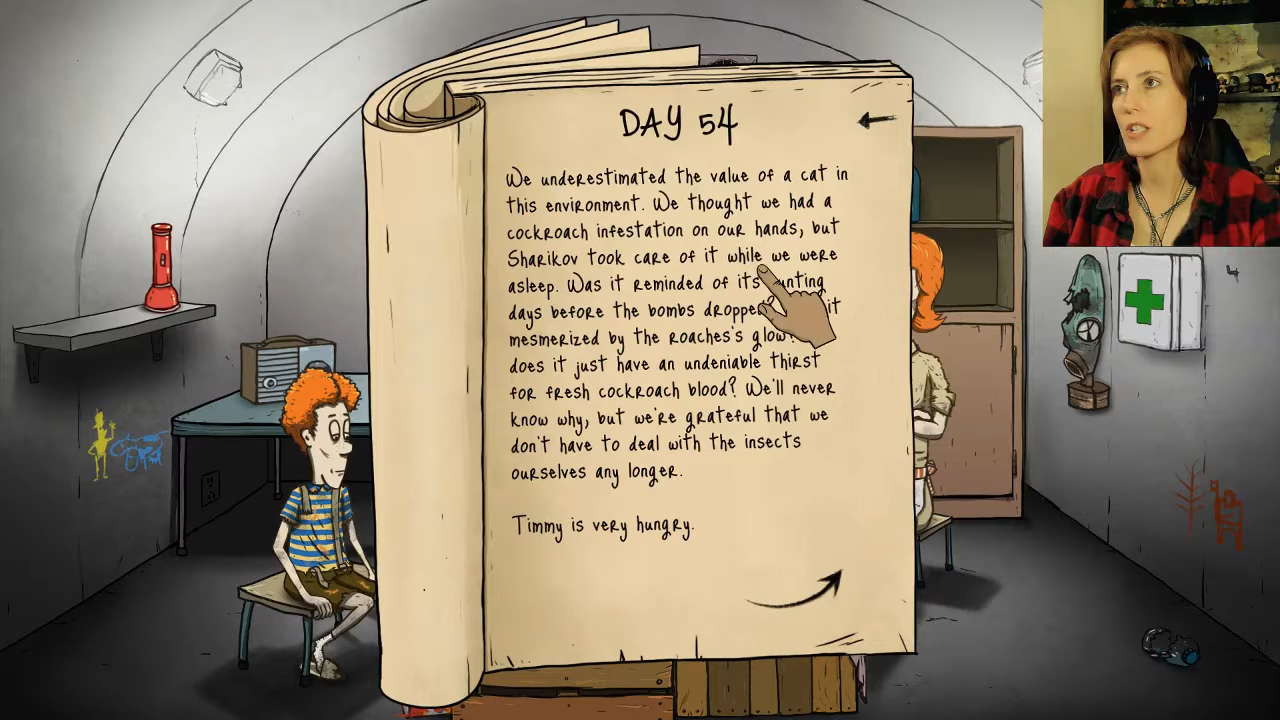 DAY 54
We underestimated the value of a cat in
this environment. We thought we had a
cockroach infestation on our hands, but
Sharikov took care of it while we were
asleep. Was it reminded of its
days before the bombs it
mesmerized by the roaches's
does it just have an undeniable thirst
for fresh cockroach blood? We'll never
know why, but we're grateful that we
don't have to deal with the insects
ourselves any longer.
Timmy is very hungry.